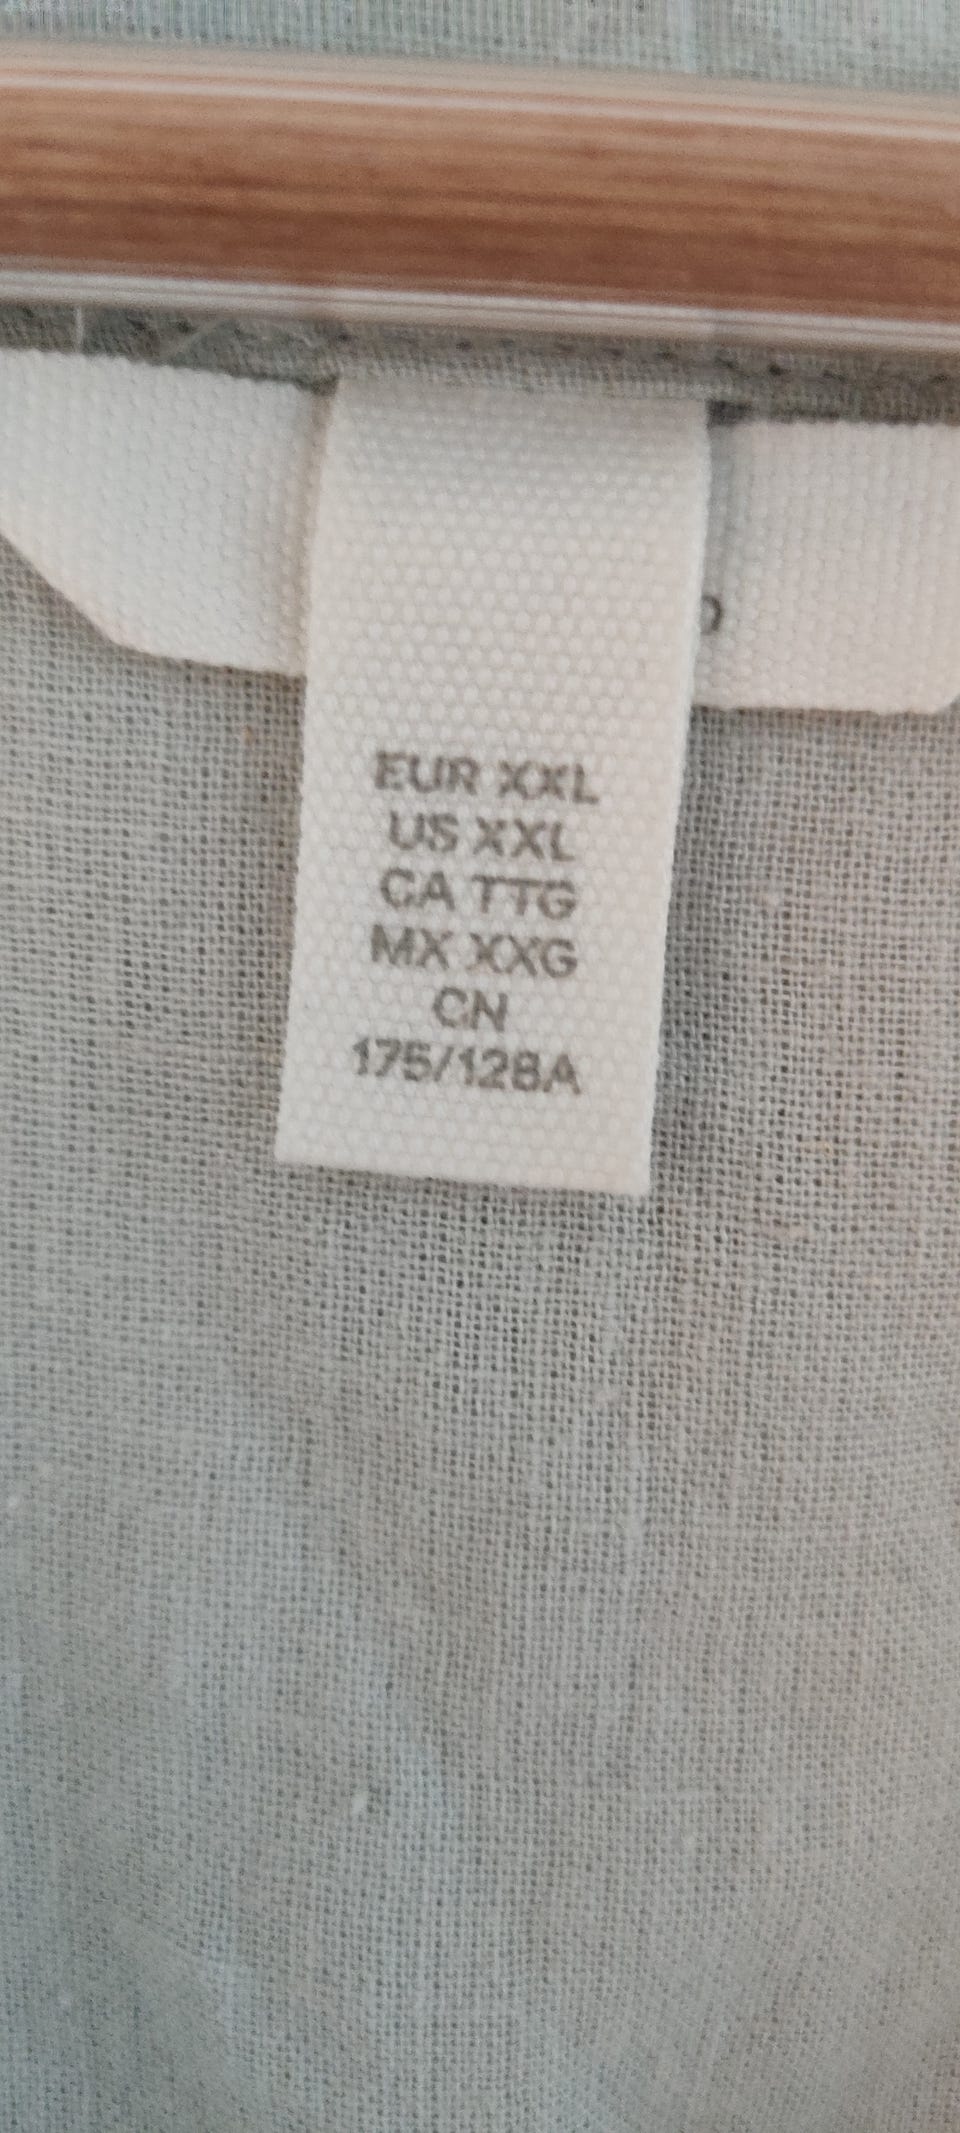 EUR XXL
US XXL
CA TTG
MX XXG
CN
175/128A